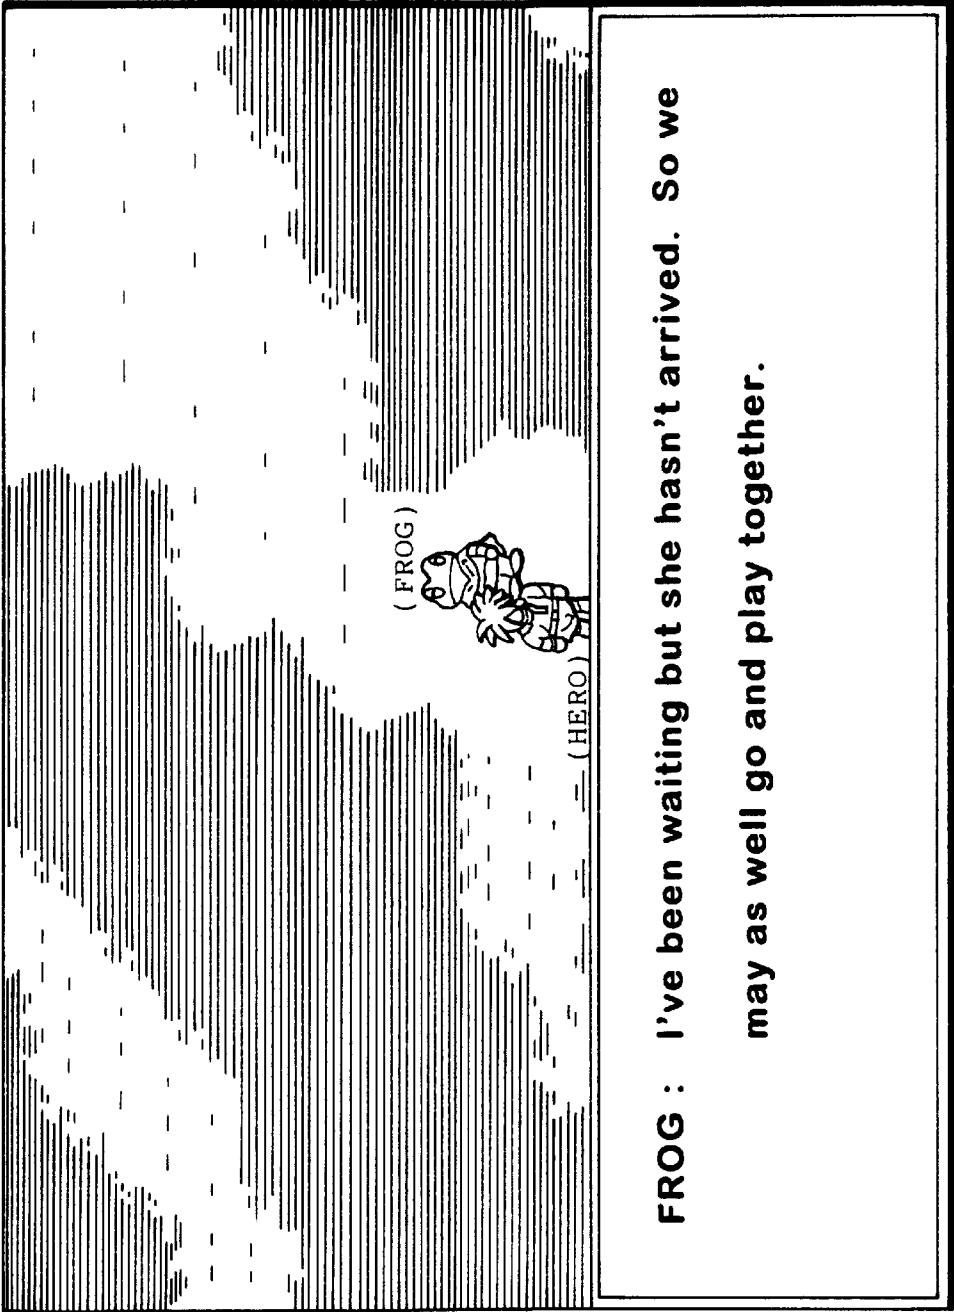 (FROG)
(HERO)
FROG : I've been waiting but she hasn't arrived. So we
may as well go and play together.